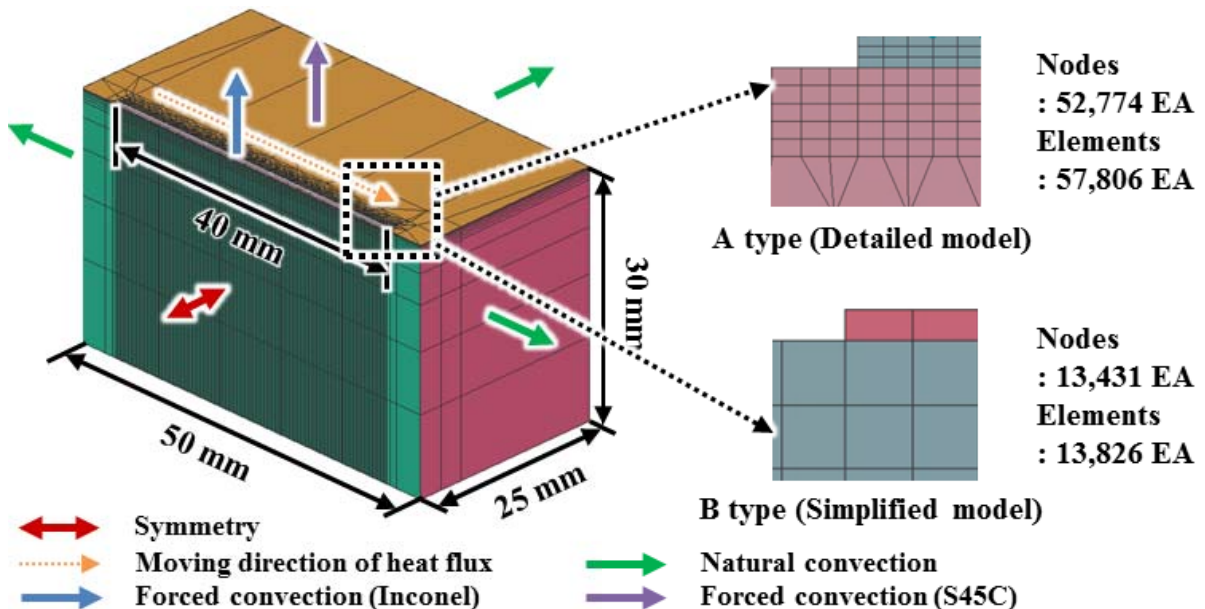 Nodes
: 52,774 EA
Elements
: 57,806 EA
A type (Detailed model)
40 mm
30 mm
50 mm
25 mm
Nodes
: 13,431 EA
Elements
: 13,826 EA
B type (Simplified model)
Symmetry
Moving direction of heat flux
Natural convection
Forced convection (Inconel)
Forced convection (S45C)